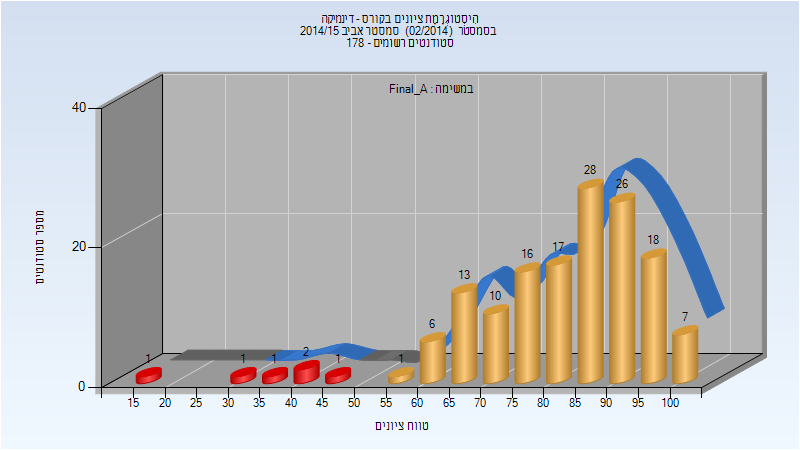 היסטוגרמת ציונים בקורס - דינמיקה
בסמסטר (02/2014) סמסטר אביב 2014/15
סטודנטים רשומים - 178
במשימה : Final_A
מספר סטודנטים
40
20
0
1
1
1
2
1
1
6
13
10
16
17
28
26
18
7
15 20 25 30 35 40 45 50 55 60 65 70 75 80 85 90 95 100
טווח ציונים